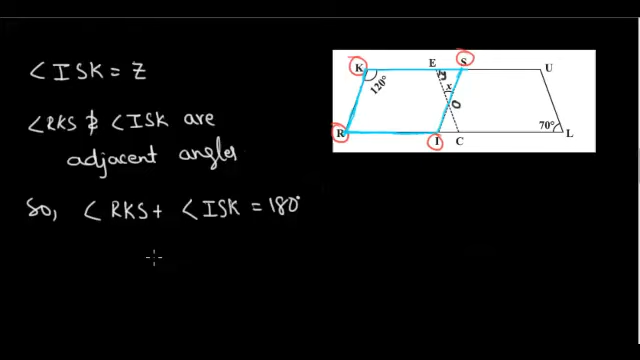 ∠ISK = Z
∠RKS & ∠ISK are
adjacent angles
So, ∠RKS + ∠ISK = 180°
K E S U
120° x O 70°
R I C L